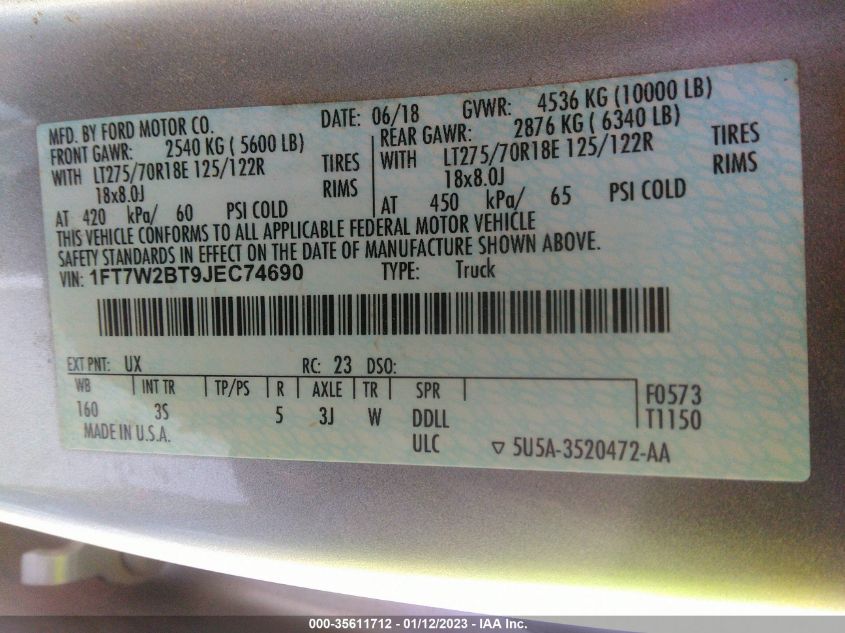 MFD. BY FORD MOTOR CO. DATE: 06/18 GVWR: 4536 KG (10000 LB)
FRONT GAWR: 2540 KG ( 5600 LB) REAR GAWR: 2876 KG ( 6340 LB)
WITH LT275/70R18E 125/122R TIRES WITH LT275/70R18E 125/122R TIRES
18x8.0J RIMS 18x8.0J RIMS
AT 420 kPa/ 60 PSI COLD AT 450 kPa/ 65 PSI COLD
THIS VEHICLE CONFORMS TO ALL APPLICABLE FEDERAL MOTOR VEHICLE
SAFETY STANDARDS IN EFFECT ON THE DATE OF MANUFACTURE SHOWN ABOVE.
VIN: 1FT7W2BT9JEC74690 TYPE: Truck
EXT PNT: UX RC: 23 DSO:
WB INT TR TP/PS R AXLE TR SPR F0573
160 3S 5 3J W DDLL T1150
MADE IN U.S.A. ULC ▽ 5U5A-3520472-AA
000-35611712 - 01/12/2023 - IAA Inc.